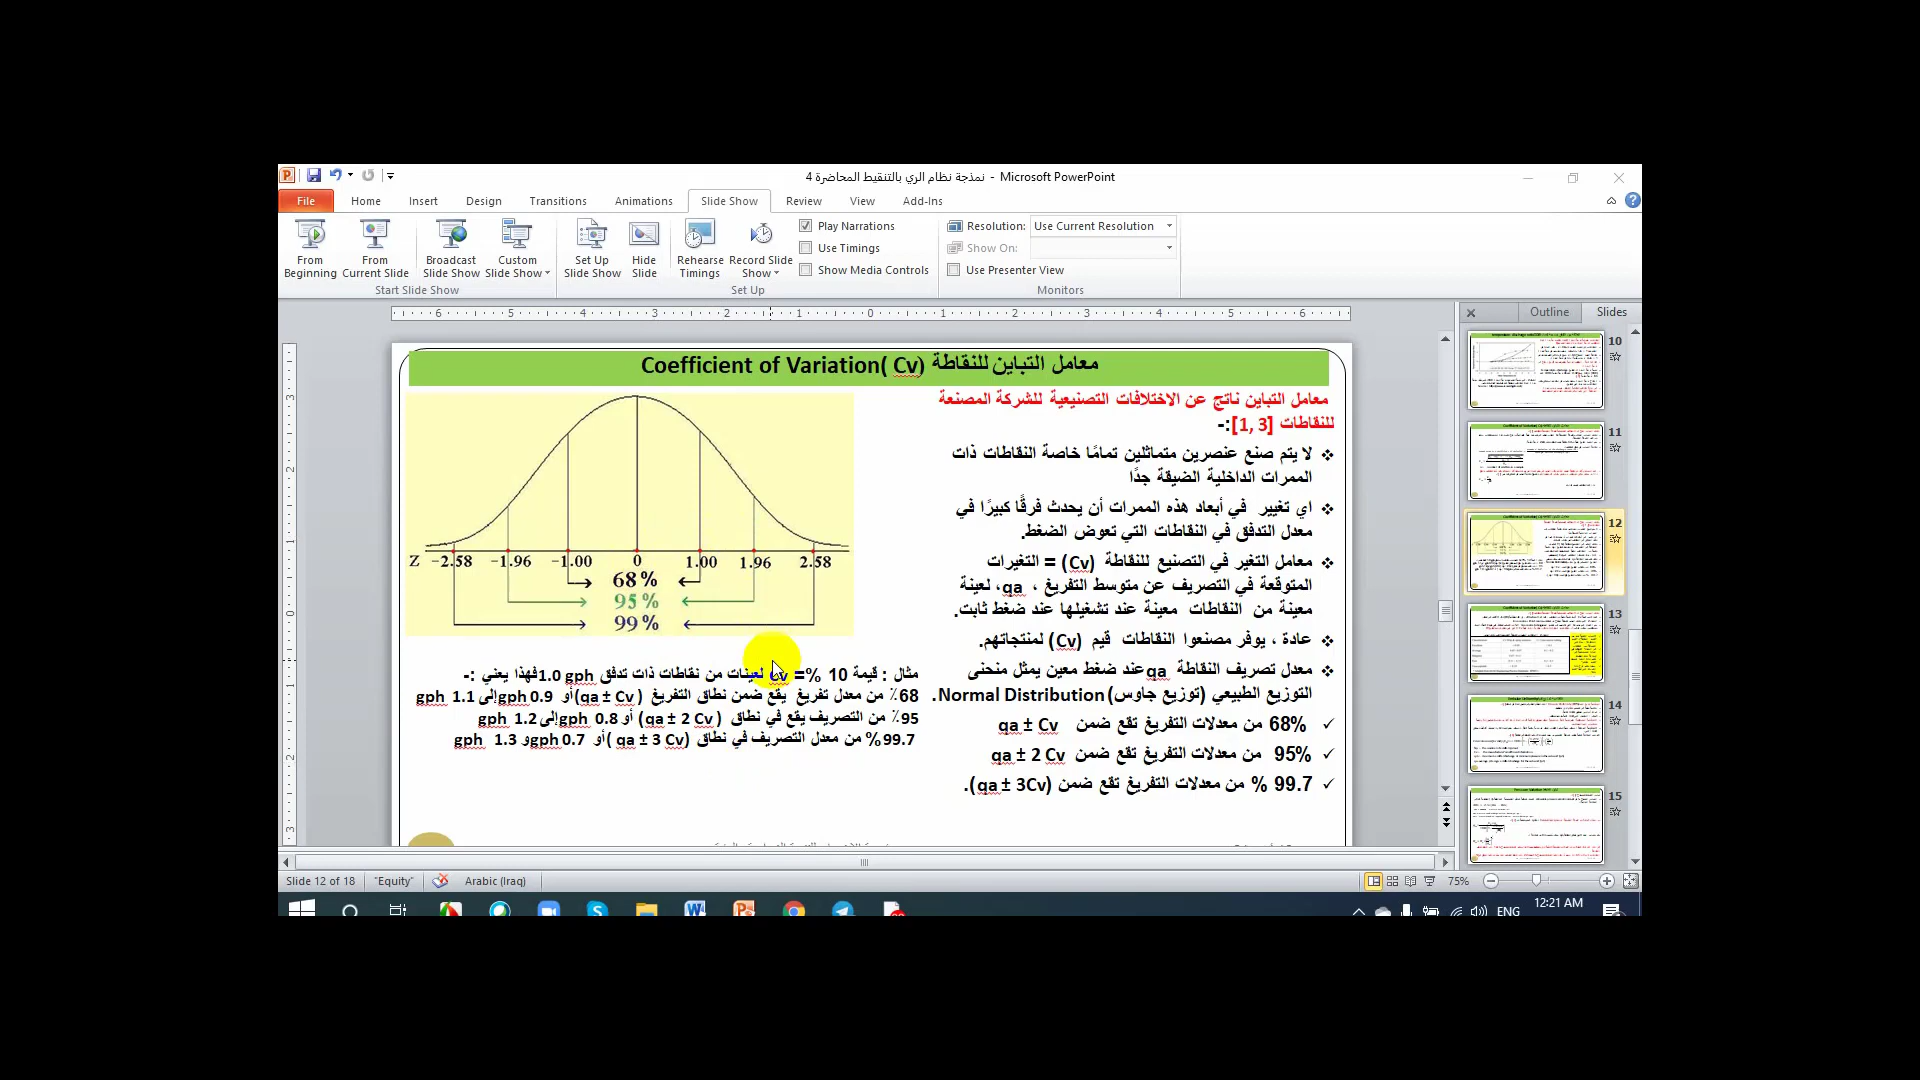 نمذجة نظام الري بالتنقيط المحاضرة 4 - Microsoft PowerPoint
File Home Insert Design Transitions Animations Slide Show Review View Add-Ins
From Beginning
From Current Slide
Broadcast Slide Show
Custom Slide Show
Set Up Slide Show
Hide Slide
Rehearse Timings
Record Slide Show
Play Narrations
Use Timings
Show Media Controls
Resolution: Use Current Resolution
Show On:
Use Presenter View
Start Slide Show
Set Up
Monitors
Outline Slides
معامل التباين للنقاطة Coefficient of Variation( Cv)
معامل التباين ناتج عن الاختلافات التصنيعية للشركة المصنعة
للنقاطات [1, 3]:-
لا يتم صنع عنصرين متماثلين تمامًا خاصة النقاطات ذات
الممرات الداخلية الضيقة جدًا
اي تغيير في أبعاد هذه الممرات أن يحدث فرقًا كبيرًا في
معدل التدفق في النقاطات التي تعوض الضغط.
معامل التغير في التصنيع للنقاطة (Cv) = التغيرات
المتوقعة في التصريف عن متوسط التفريغ ، qa، لعينة
معينة من النقاطات معينة عند تشغيلها عند ضغط ثابت.
عادة ، يوفر مصنعوا النقاطات قيم (Cv) لمنتجاتهم.
معدل تصريف النقاطة qaعند ضغط معين يمثل منحنى
التوزيع الطبيعي (توزيع جاوس) Normal Distribution.
68% من معدلات التفريغ تقع ضمن qa ± Cv
95% من معدلات التفريغ تقع ضمن qa ± 2 Cv
99.7 % من معدلات التفريغ تقع ضمن (qa ± 3Cv).
Z −2.58 −1.96 −1.00 0 1.00 1.96 2.58
68 %
95 %
99 %
مثال : قيمة 10 %= Cv لعينات من نقاطات ذات تدفق 1.0 gphفهذا يعني :-
68٪ من معدل تفريغ يقع ضمن نطاق التفريغ (qa ± Cv) أو 0.9 gphإلى 1.1 gph
95٪ من التصريف يقع في نطاق (qa ± 2 Cv) أو 0.8 gphإلى 1.2 gph
99.7% من معدل التصريف في نطاق (qa ± 3 Cv) أو 0.7 gphو 1.3 gph
10
11
12
13
14
15
Slide 12 of 18 "Equity" Arabic (Iraq) 75%
ENG 12:21 AM